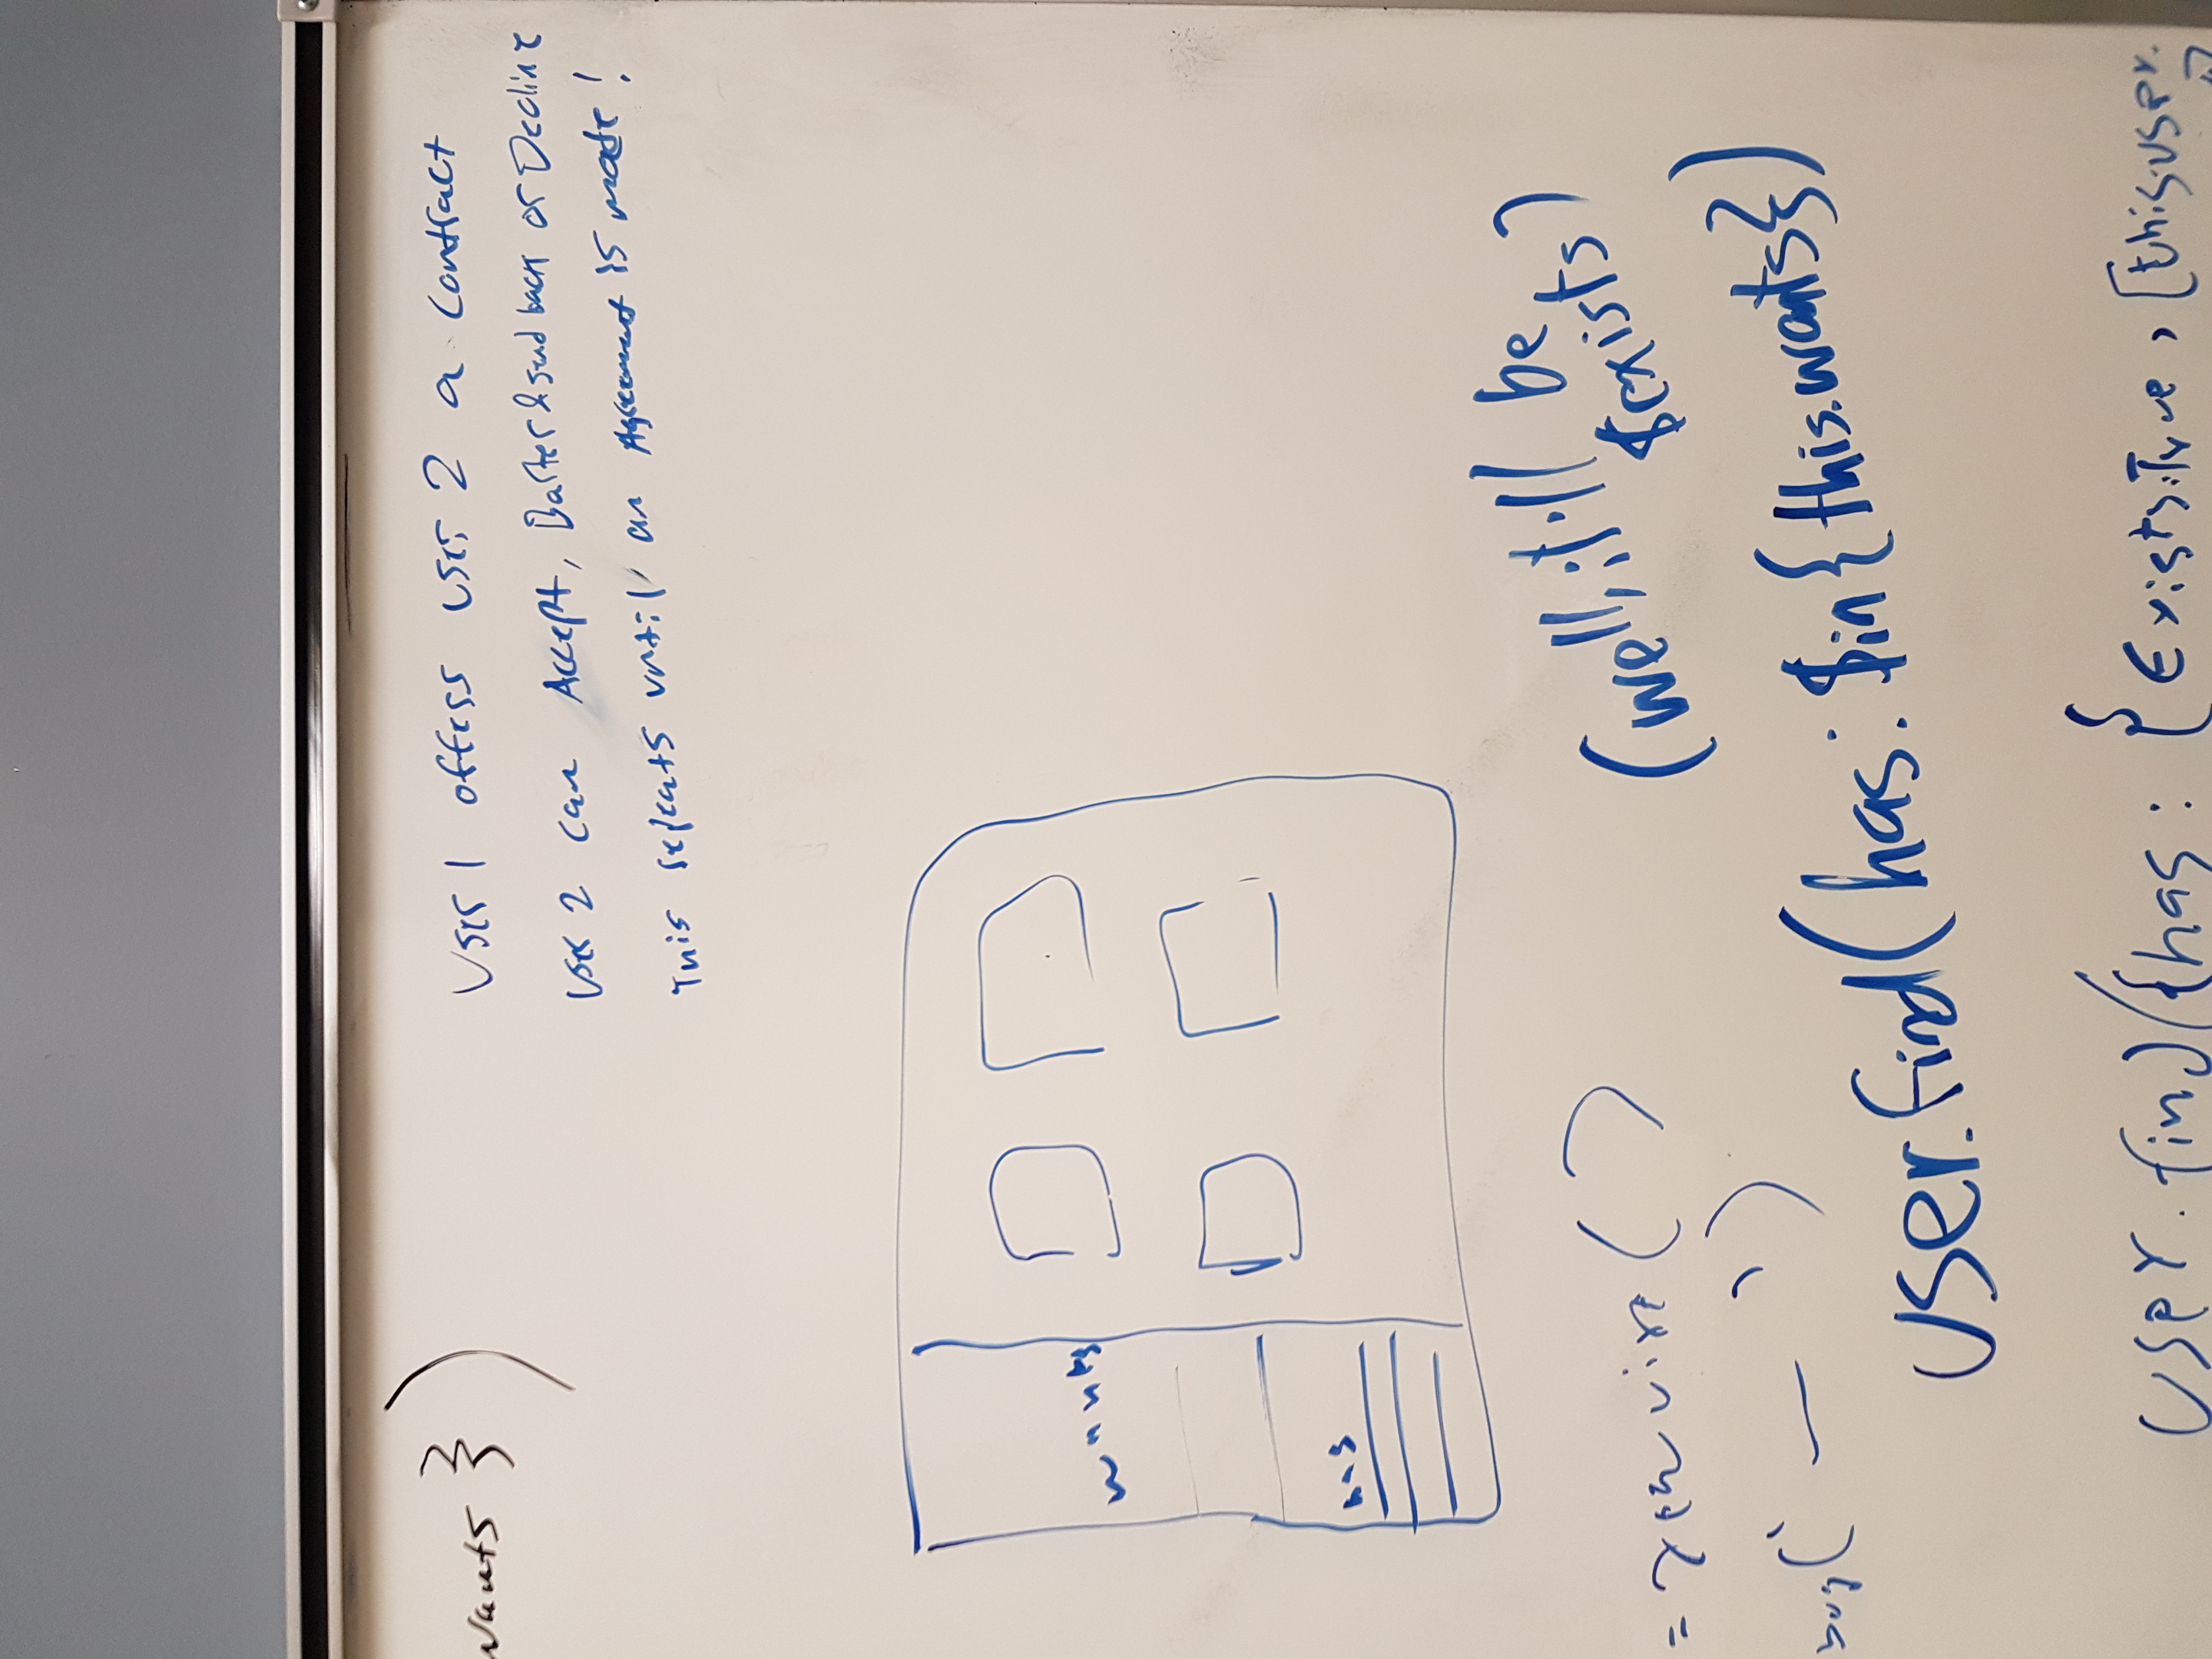 wants })
User 1 offers user 2 a contract
User 2 can Accept, Barter & send back or Decline
This repeats until an Agreement is made!
wants
has
= require( )
bug(' — ')
(well, it'll be
$exists)
User.find(has: $in{this.wants})
User.find({has: {Exists:True, [this.user.